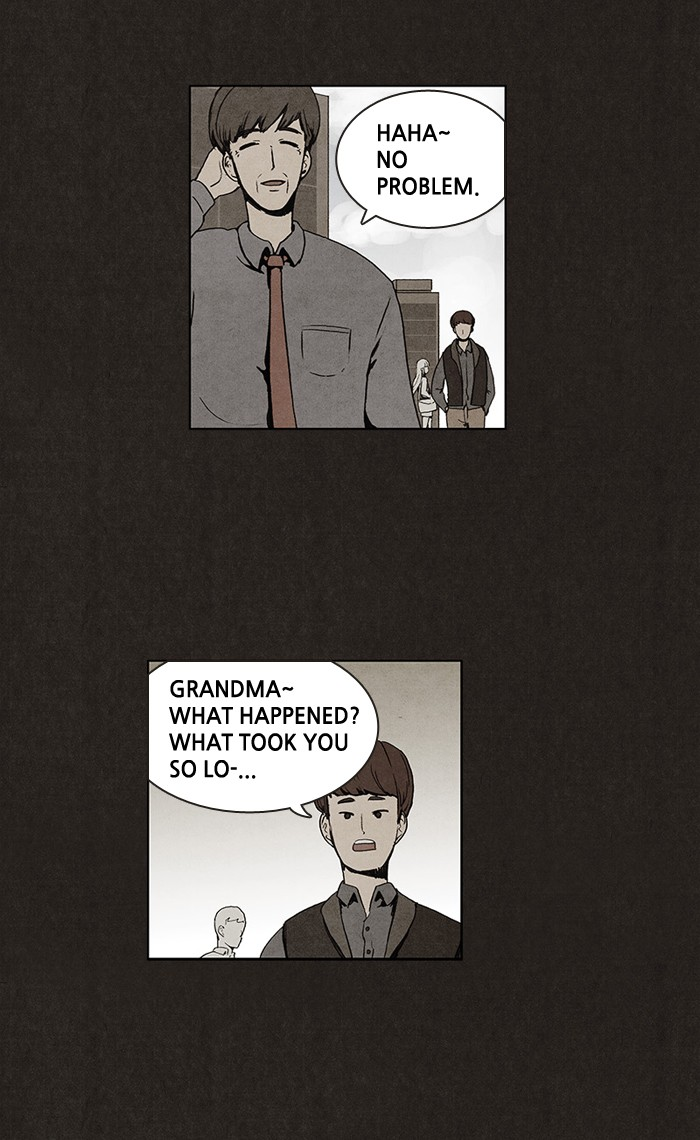 HAHA~
NO
PROBLEM.
GRANDMA~
WHAT HAPPENED?
WHAT TOOK YOU
SO LO-...